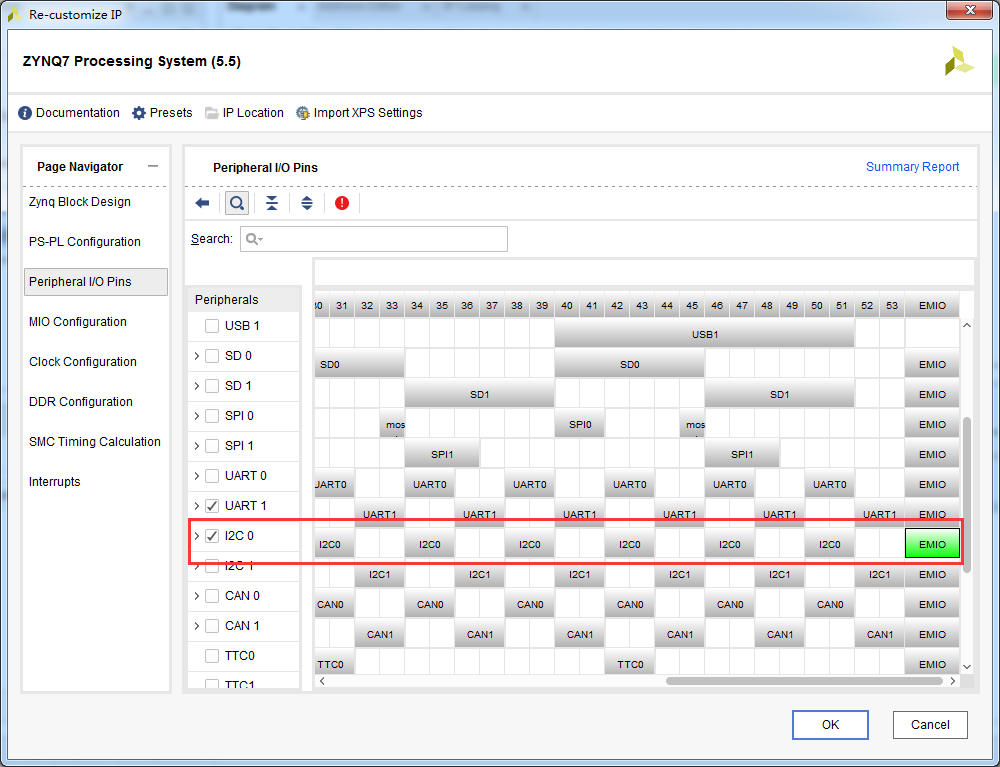 Re-customize IP
ZYNQ7 Processing System (5.5)
Documentation Presets IP Location Import XPS Settings
Page Navigator
Zynq Block Design
PS-PL Configuration
Peripheral I/O Pins
MIO Configuration
Clock Configuration
DDR Configuration
SMC Timing Calculation
Interrupts
Peripheral I/O Pins Summary Report
Search:
Peripherals 30 31 32 33 34 35 36 37 38 39 40 41 42 43 44 45 46 47 48 49 50 51 52 53 EMIO
USB 1 USB1
SD 0 SD0 SD0 EMIO
SD 1 SD1 SD1 EMIO
SPI 0 mos SPI0 mos EMIO
SPI 1 SPI1 SPI1 EMIO
UART 0 UART0 UART0 UART0 UART0 UART0 UART0 EMIO
UART 1 UART1 UART1 UART1 UART1 UART1 UART1 EMIO
I2C 0 I2C0 I2C0 I2C0 I2C0 I2C0 I2C0 EMIO
I2C 1 I2C1 I2C1 I2C1 I2C1 I2C1 I2C1 EMIO
CAN 0 CAN0 CAN0 CAN0 CAN0 CAN0 CAN0 EMIO
CAN 1 CAN1 CAN1 CAN1 CAN1 CAN1 CAN1 EMIO
TTC0 TTC0 TTC0 EMIO
TTC1
OK Cancel